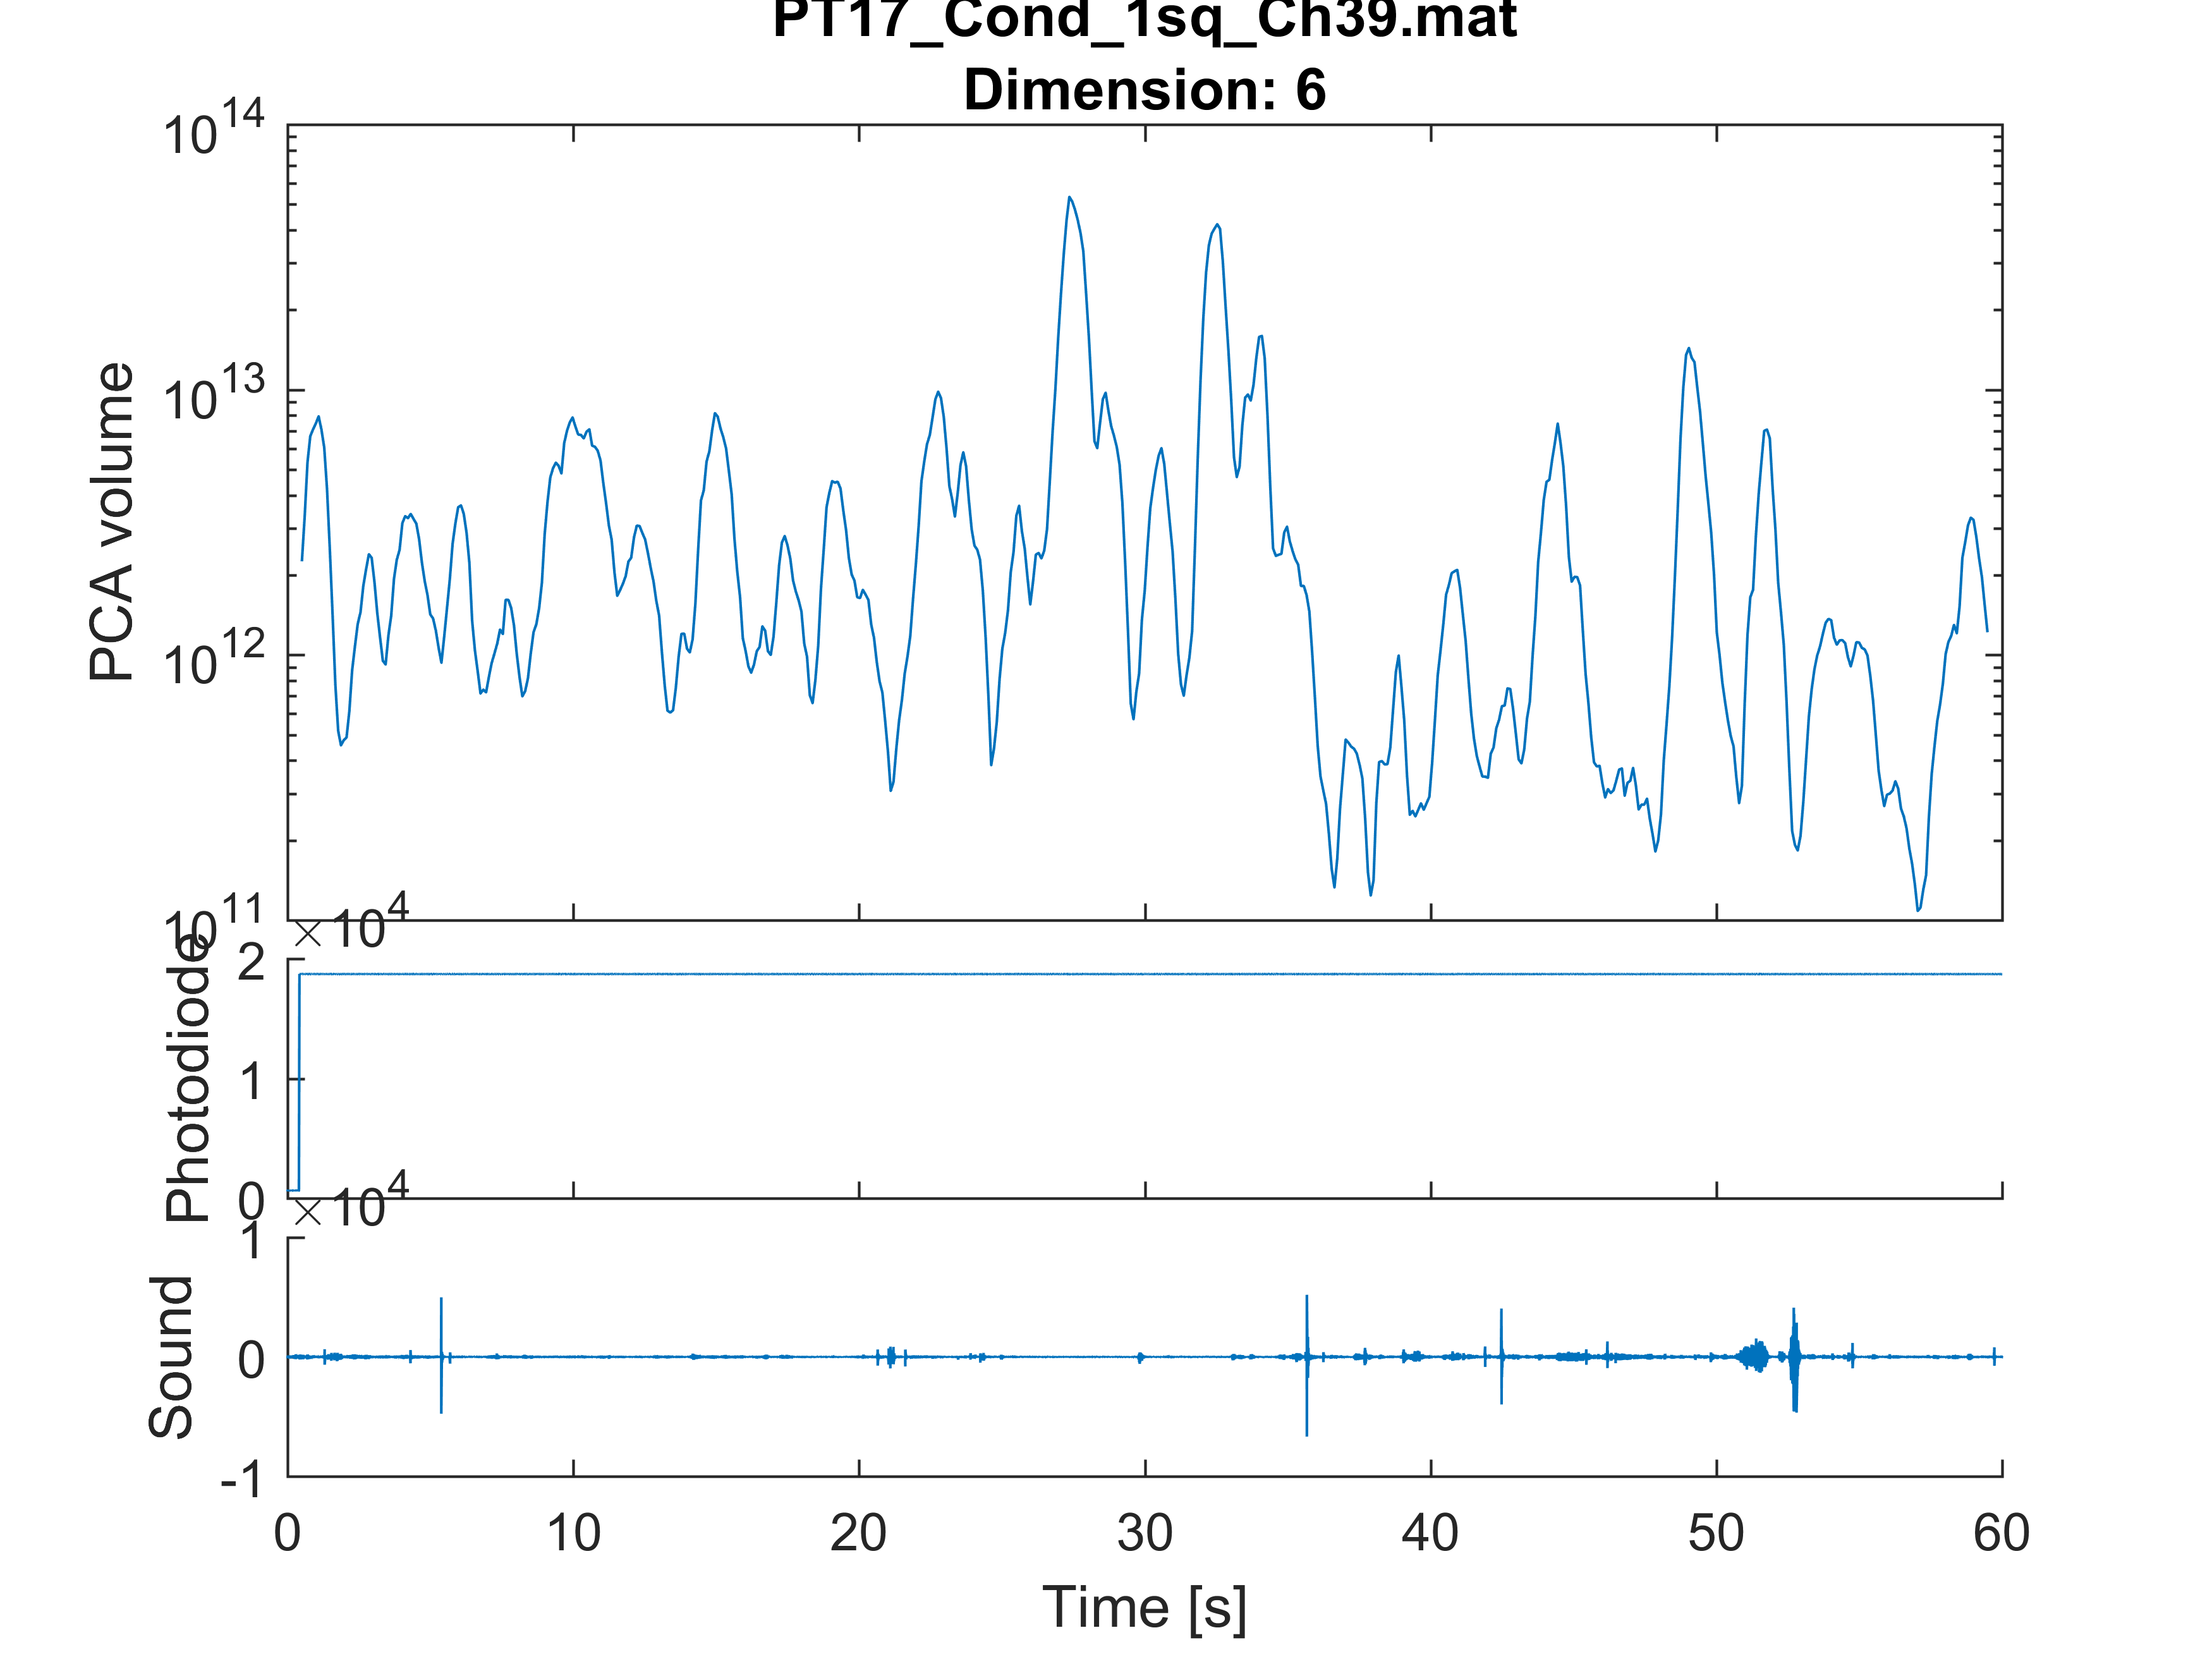 PT17_Cond_1sq_Ch39.mat
Dimension: 6
10^14
10^13
10^12
10^11
PCA volume
×10^4
2
1
0
Photodiode
×10^4
1
0
-1
Sound
0 10 20 30 40 50 60
Time [s]